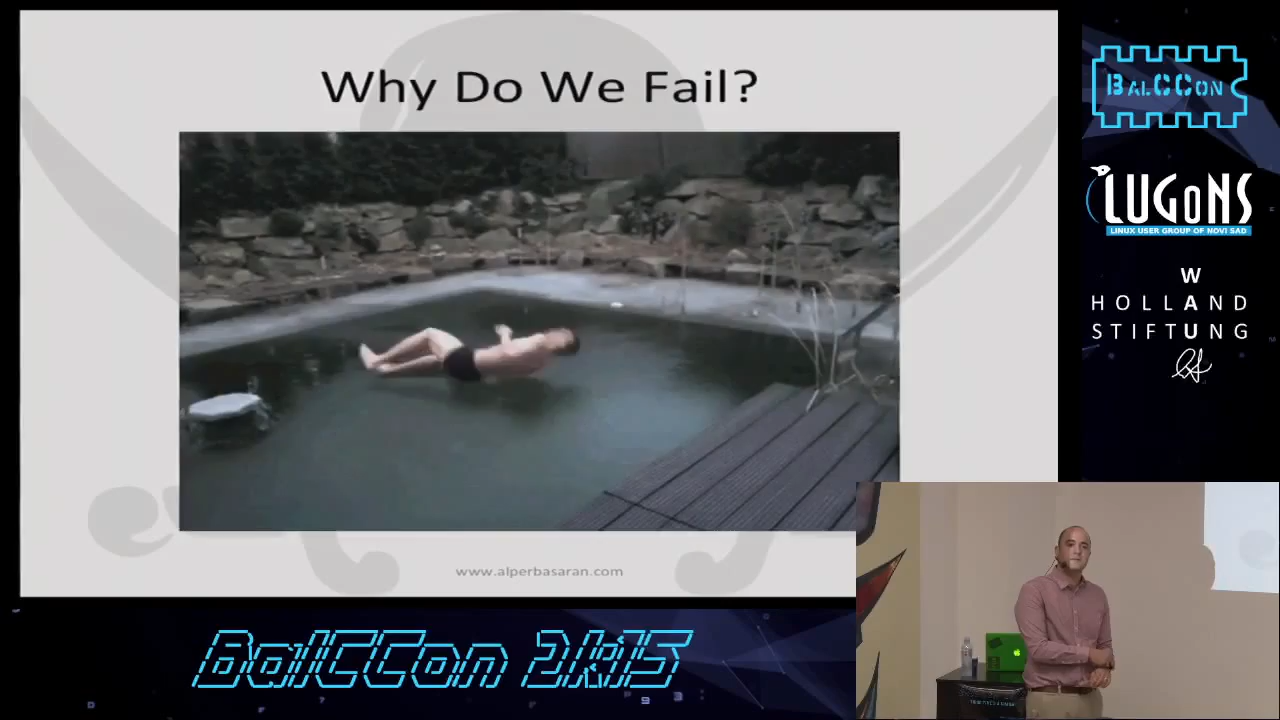 Why Do We Fail?
www.alperbasaran.com
BALCCON
LUGONS
LINUX USER GROUP OF NOVI SAD
W
HOLLAND
STIFTUNG
BalCCon 2k15